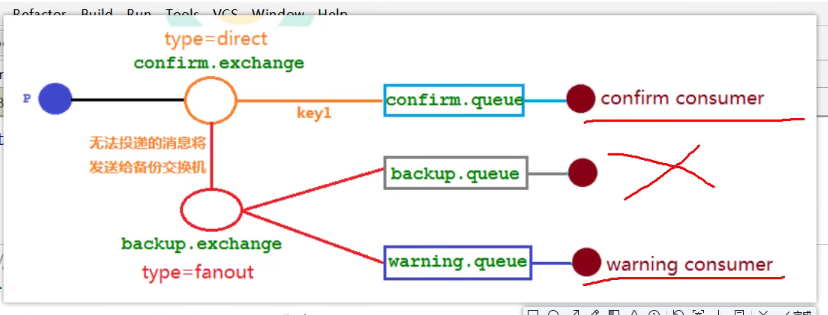 Refactor Build Run Tools VCS Window Help
type=direct
confirm.exchange
P
key1
confirm.queue
confirm consumer
无法投递的消息将
发送给备份交换机
backup.queue
backup.exchange
type=fanout
warning.queue
warning consumer